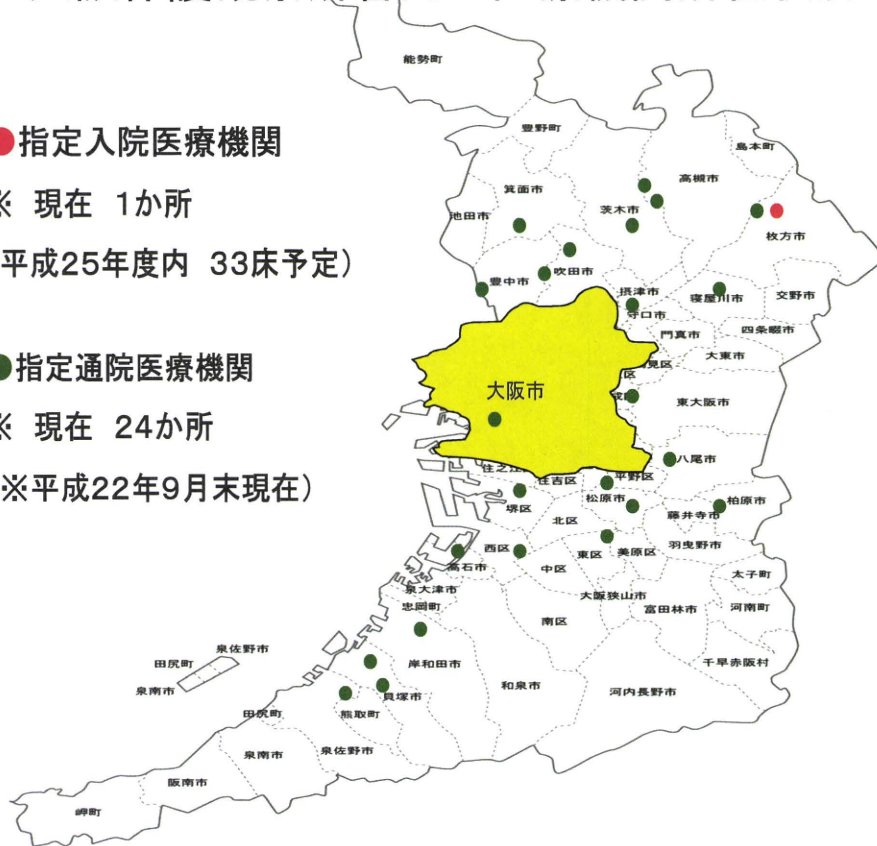 指定入院医療機関
※ 現在 1か所
平成25年度内 33床予定）
指定通院医療機関
※ 現在 24か所
※平成22年9月末現在）
能勢町
豊野町
島本町
高槻市
箕面市
茨木市
池田市
枚方市
吹田市
豊中市
摂津市
寝屋川市
交野市
守口市
門真市
四条畷市
大東市
見区
区
大阪市
東大阪市
八尾市
平野区
住之江
住吉区
松原市
柏原市
堺区
藤井寺市
北区
羽曳野市
西区
東区
美原区
高石市
中区
太子町
泉大津市
大阪狭山市
忠岡町
富田林市
河南町
南区
泉佐野市
田尻町
岸和田市
千早赤阪村
泉南市
和泉市
河内長野市
貝塚市
田尻町
熊取町
泉南市
泉佐野市
阪南市
岬町